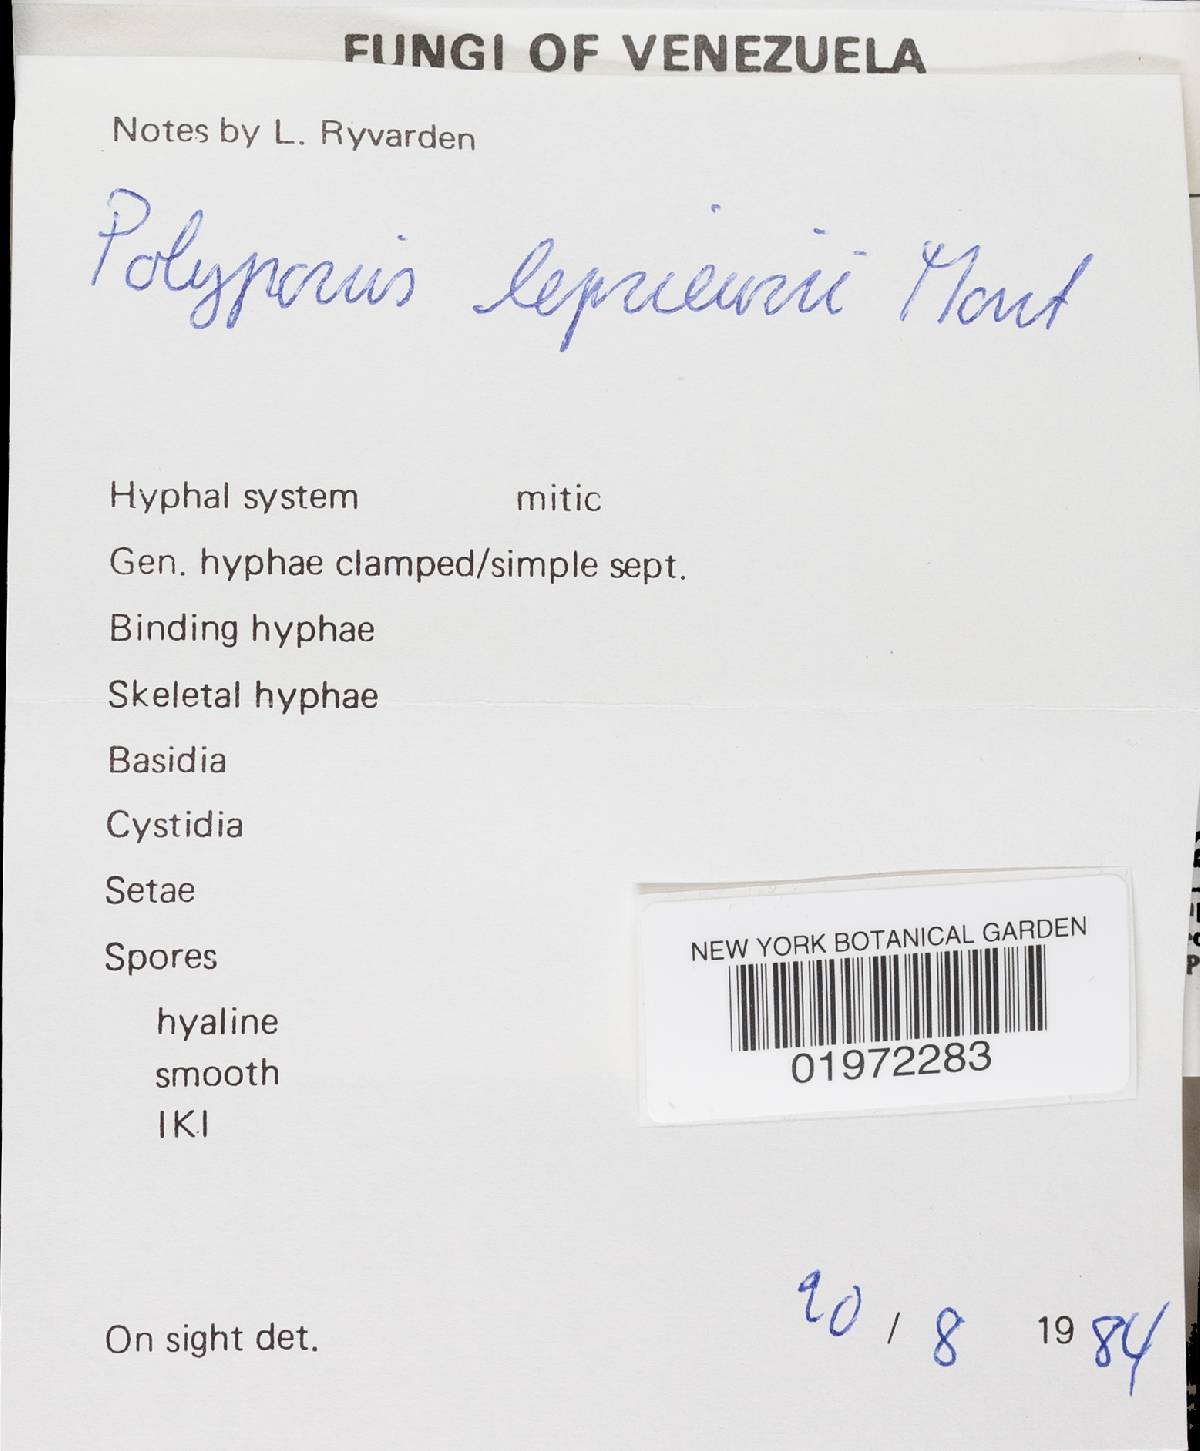 FUNGI OF VENEZUELA
Notes by L. Ryvarden
Polyporus leprieurii Mont
Hyphal system mitic
Gen. hyphae clamped/simple sept.
Binding hyphae
Skeletal hyphae
Basidia
Cystidia
Setae
Spores
hyaline
smooth
IKI
NEW YORK BOTANICAL GARDEN
01972283
On sight det. 20 / 8 1984